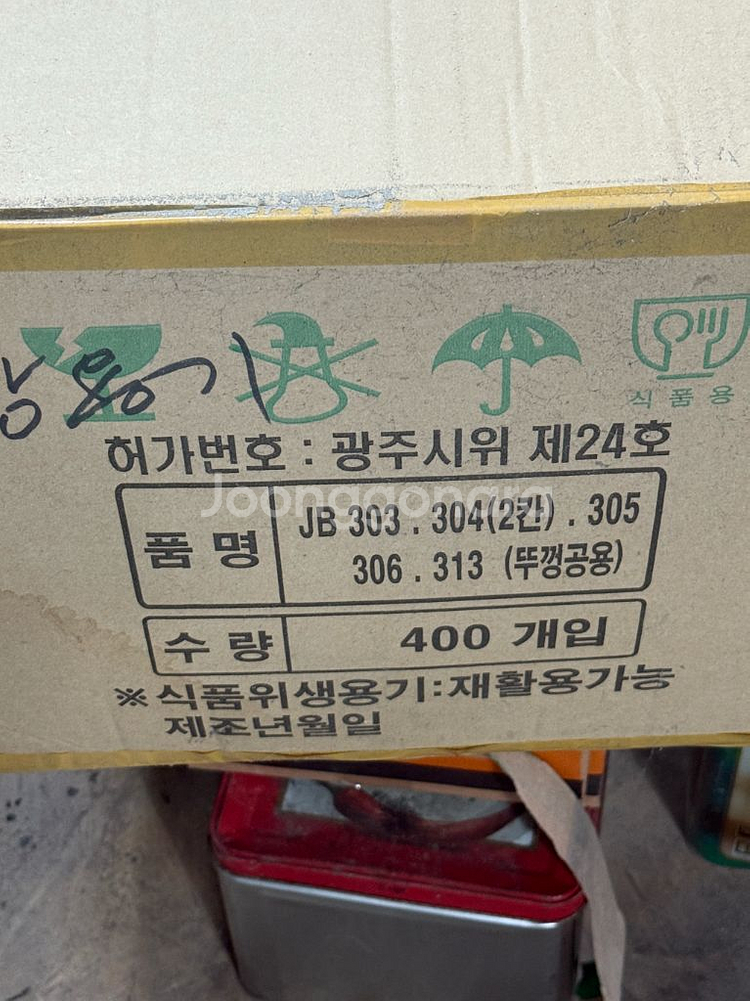 식품용
허가번호 : 광주시위 제24호
Joonggonara
품 명
JB 303 . 304(2칸) . 305
306 . 313 (뚜껑공용)
수 량
400 개입
※식품위생용기:재활용가능
제조년월일